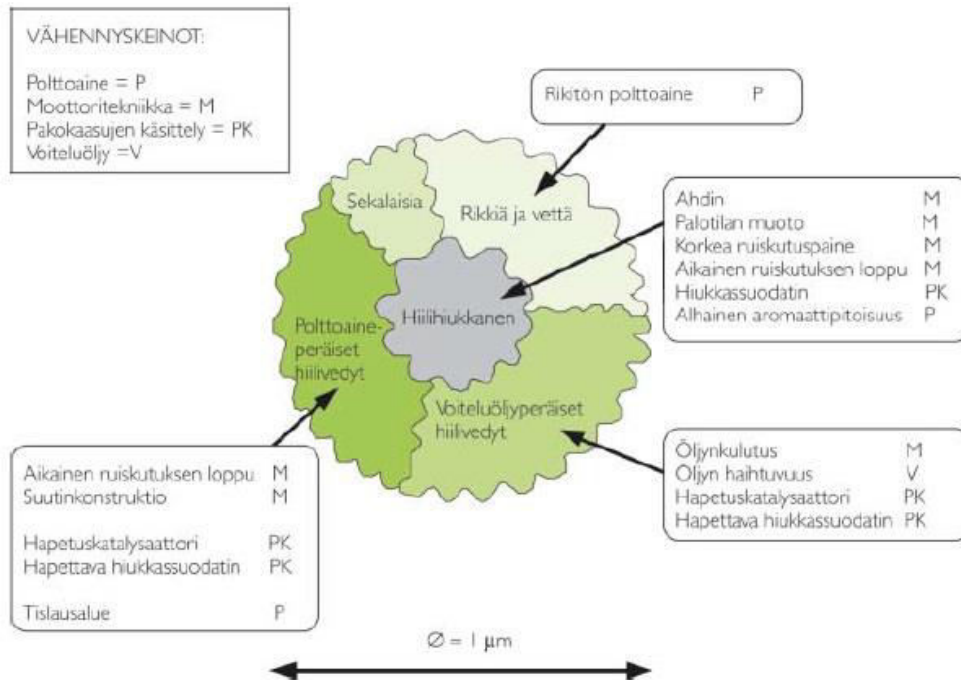 VÄHENNYSKEINOT:
Polttoaine = P
Moottoritekniikka = M
Pakokaasujen käsittely = PK
Voiteluöljy =V
Rikitön polttoaine P
Sekalaisia
Rikkiä ja vettä
Ahdin M
Palotilan muoto M
Korkea ruiskutuspaine M
Aikainen ruiskutuksen loppu M
Hiukkassuodatin PK
Alhainen aromaattipitoisuus P
Hiilihiukkanen
Polttoaine-
peräiset
hiilivedyt
Voiteluöljyperäiset
hiilivedyt
Aikainen ruiskutuksen loppu M
Suutinkonstruktio M
Hapetuskatalysaattori PK
Hapettava hiukkassuodatin PK
Tislausalue P
Öljynkulutus M
Öljyn haihtuvuus V
Hapetuskatalysaattori PK
Hapettava hiukkassuodatin PK
Ø = 1 µm